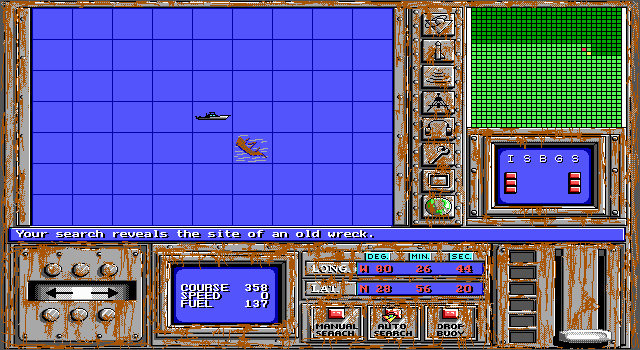 I S B G S
Your search reveals the site of an old wreck.
DEG. MIN. SEC.
LONG. W 80 26 44
LAT. N 28 56 20
COURSE 358
SPEED 0
FUEL 137
MANUAL SEARCH
AUTO SEARCH
DROP BUOY